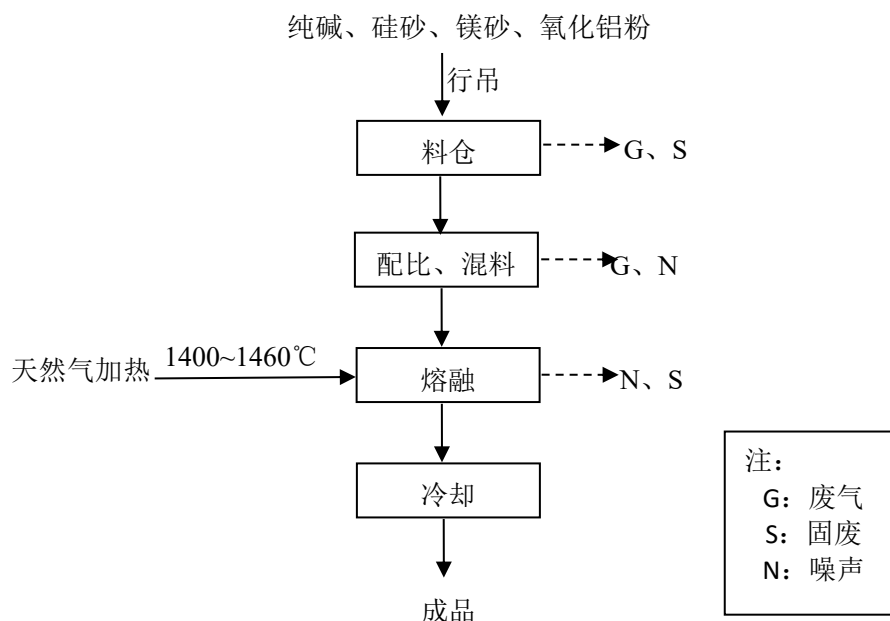 纯碱、硅砂、镁砂、氧化铝粉
行吊
料仓
G、S
配比、混料
G、N
天然气加热
1400~1460℃
熔融
N、S
冷却
成品
注：
G：废气
S：固废
N：噪声